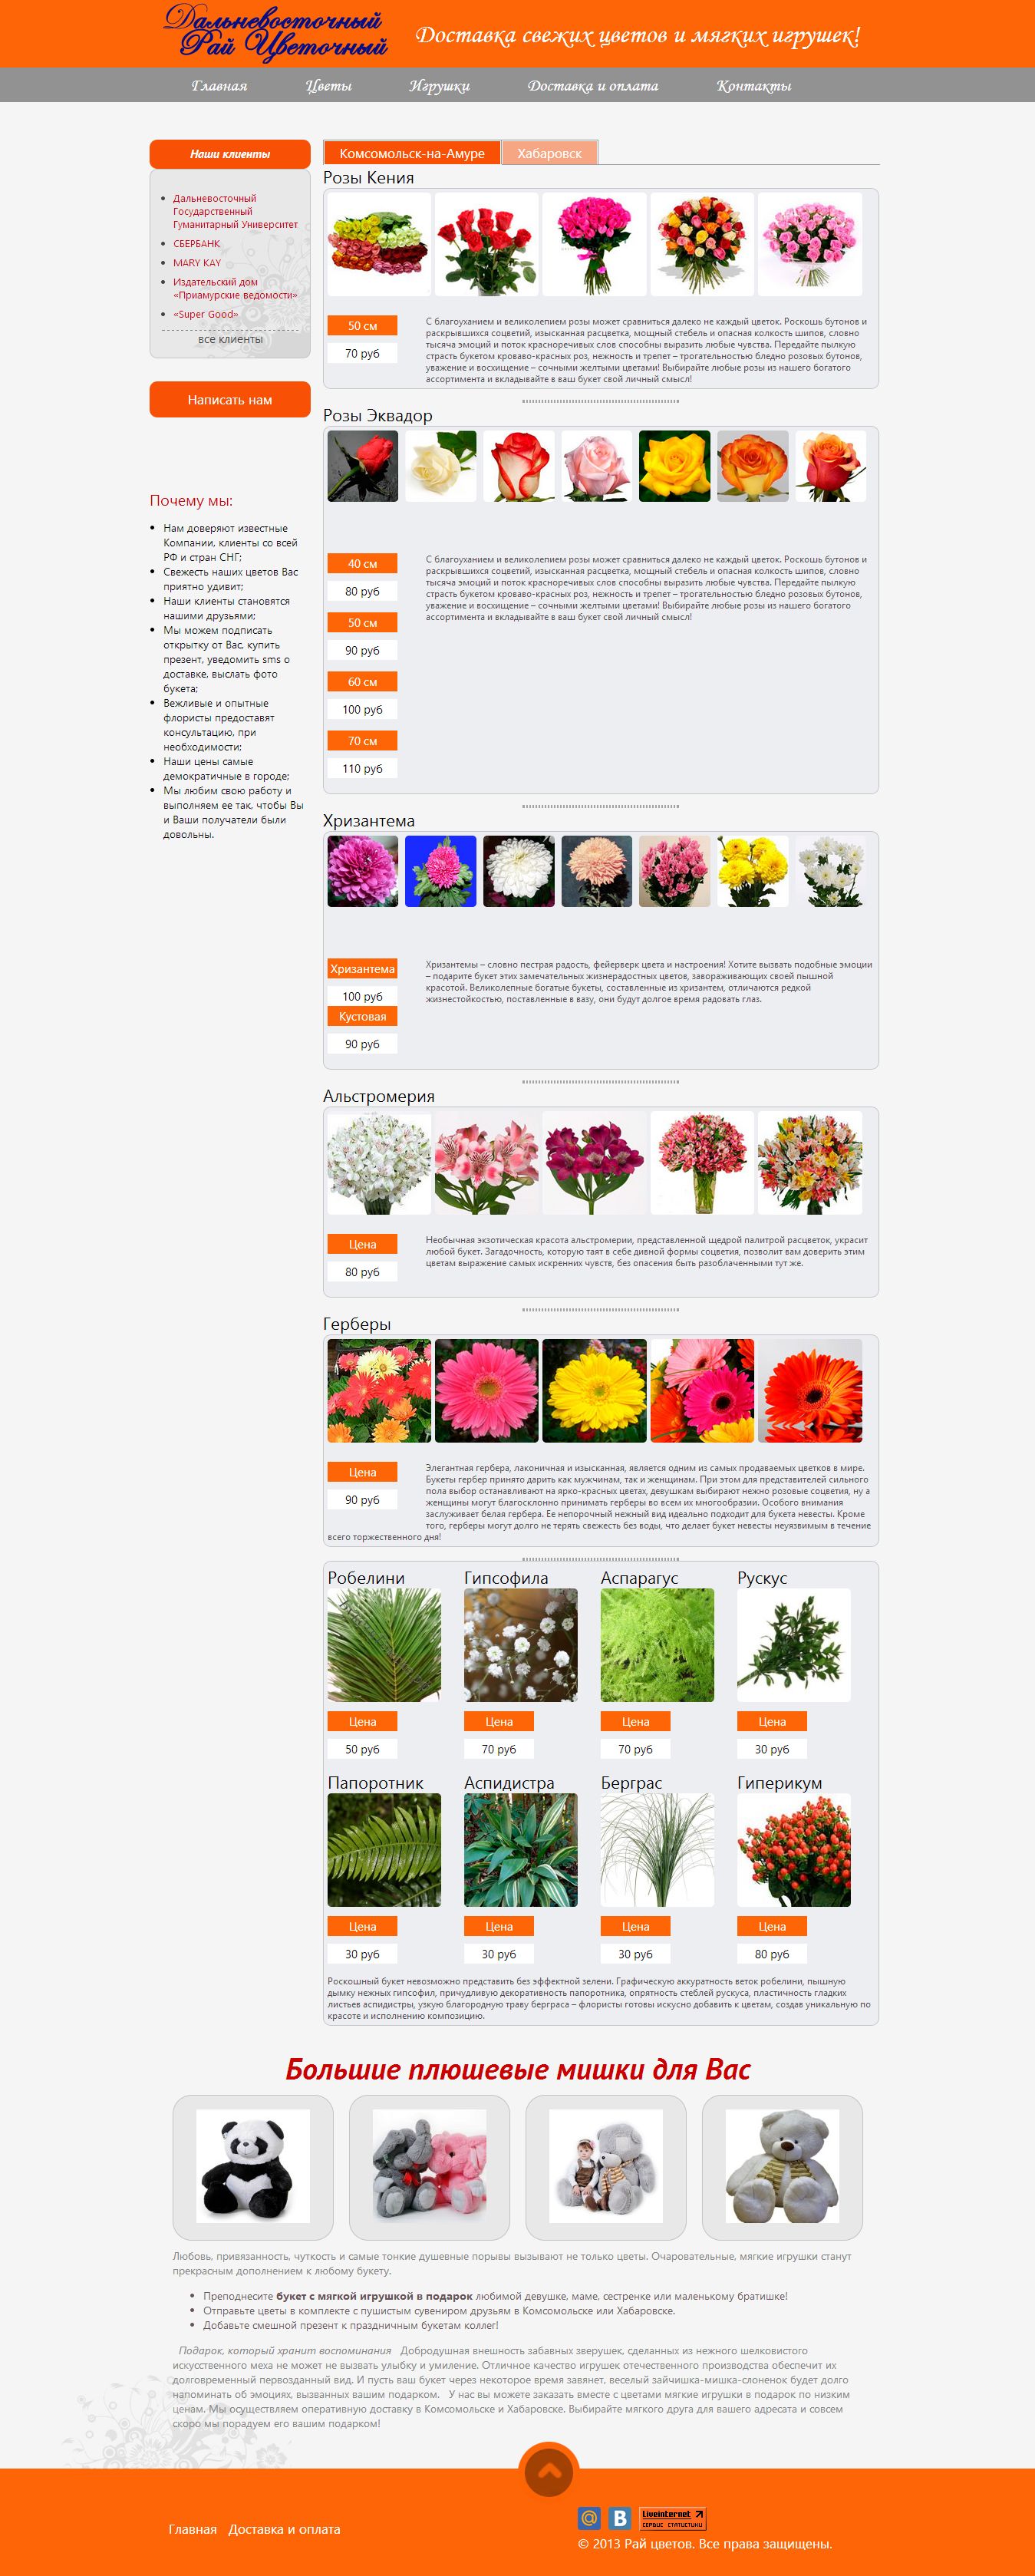 Дальневосточный
Рай Цветочный
Доставка свежих цветов и мягких игрушек!
Главная
Цветы
Игрушки
Доставка и оплата
Контакты
Наши клиенты
Дальневосточный
Государственный
Гуманитарный Университет
СБЕРБАНК
MARY KAY
Издательский дом
«Приамурские ведомости»
«Super Good»
все клиенты
Написать нам
Почему мы:
Нам доверяют известные
Компании, клиенты со всей
РФ и стран СНГ;
Свежесть наших цветов Вас
приятно удивит;
Наши клиенты становятся
нашими друзьями;
Мы можем подписать
открытку от Вас, купить
презент, уведомить sms о
доставке, выслать фото
букета;
Вежливые и опытные
флористы предоставят
консультацию, при
необходимости;
Наши цены самые
демократичные в городе;
Мы любим свою работу и
выполняем ее так, чтобы Вы
и Ваши получатели были
довольны.
Комсомольск-на-Амуре
Хабаровск
Розы Кения
50 см
70 руб
С благоуханием и великолепием розы может сравниться далеко не каждый цветок. Роскошь бутонов и
раскрывшихся соцветий, изысканная расцветка, мощный стебель и опасная колкость шипов, словно
тысяча эмоций и поток красноречивых слов способны выразить любые чувства. Передайте пылкую
страсть букетом кроваво-красных роз, нежность и трепет – трогательностью бледно розовых бутонов,
уважение и восхищение – сочными желтыми цветами! Выбирайте любые розы из нашего богатого
ассортимента и вкладывайте в ваш букет свой личный смысл!
Розы Эквадор
40 см
80 руб
50 см
90 руб
60 см
100 руб
70 см
110 руб
С благоуханием и великолепием розы может сравниться далеко не каждый цветок. Роскошь бутонов и
раскрывшихся соцветий, изысканная расцветка, мощный стебель и опасная колкость шипов, словно
тысяча эмоций и поток красноречивых слов способны выразить любые чувства. Передайте пылкую
страсть букетом кроваво-красных роз, нежность и трепет – трогательностью бледно розовых бутонов,
уважение и восхищение – сочными желтыми цветами! Выбирайте любые розы из нашего богатого
ассортимента и вкладывайте в ваш букет свой личный смысл!
Хризантема
Хризантема
100 руб
Кустовая
90 руб
Хризантемы – словно пестрая радость, фейерверк цвета и настроения! Хотите вызвать подобные эмоции
– подарите букет этих замечательных жизнерадостных цветов, завораживающих своей пышной
красотой. Великолепные богатые букеты, составленные из хризантем, отличаются редкой
жизнестойкостью, поставленные в вазу, они будут долгое время радовать глаз.
Альстромерия
Цена
80 руб
Необычная экзотическая красота альстромерии, представленной щедрой палитрой расцветок, украсит
любой букет. Загадочность, которую таят в себе дивной формы соцветия, позволит вам доверить этим
цветам выражение самых искренних чувств, без опасения быть разоблаченными тут же.
Герберы
Цена
90 руб
Элегантная гербера, лаконичная и изысканная, является одним из самых продаваемых цветков в мире.
Букеты гербер принято дарить как мужчинам, так и женщинам. При этом для представителей сильного
пола выбор останавливают на ярко-красных цветах, девушкам выбирают нежно розовые соцветия, ну а
женщины могут благосклонно принимать герберы во всем их многообразии. Особого внимания
заслуживает белая гербера. Ее непорочный нежный вид идеально подходит для букета невесты. Кроме
того, герберы могут долго не терять свежесть без воды, что делает букет невесты неуязвимым в течение
всего торжественного дня!
Робелини Гипсофила Аспарагус Рускус
Цена Цена Цена Цена
50 руб 70 руб 70 руб 30 руб
Папоротник Аспидистра Берграс Гиперикум
Цена Цена Цена Цена
30 руб 30 руб 30 руб 80 руб
Роскошный букет невозможно представить без эффектной зелени. Графическую аккуратность веток робелини, пышную
дымку нежных гипсофил, причудливую декоративность папоротника, опрятность стеблей рускуса, пластичность гладких
листьев аспидистры, узкую благородную траву берграса – флористы готовы искусно добавить к цветам, создав уникальную по
красоте и исполнению композицию.
Большие плюшевые мишки для Вас
Любовь, привязанность, чуткость и самые тонкие душевные порывы вызывают не только цветы. Очаровательные, мягкие игрушки станут
прекрасным дополнением к любому букету.
Преподнесите букет с мягкой игрушкой в подарок любимой девушке, маме, сестренке или маленькому братишке!
Отправьте цветы в комплекте с пушистым сувениром друзьям в Комсомольске или Хабаровске.
Добавьте смешной презент к праздничным букетам коллег!
Подарок, который хранит воспоминания Добродушная внешность забавных зверушек, сделанных из нежного шелковистого
искусственного меха не может не вызвать улыбку и умиление. Отличное качество игрушек отечественного производства обеспечит их
долговременный первозданный вид. И пусть ваш букет через некоторое время завянет, веселый зайчишка-мишка-слоненок будет долго
напоминать об эмоциях, вызванных вашим подарком. У нас вы можете заказать вместе с цветами мягкие игрушки в подарок по низким
ценам. Мы осуществляем оперативную доставку в Комсомольске и Хабаровске. Выбирайте мягкого друга для вашего адресата и совсем
скоро мы порадуем его вашим подарком!
Главная Доставка и оплата
@ B Liveinternet
СЕРВИС СТАТИСТИКИ
© 2013 Рай цветов. Все права защищены.